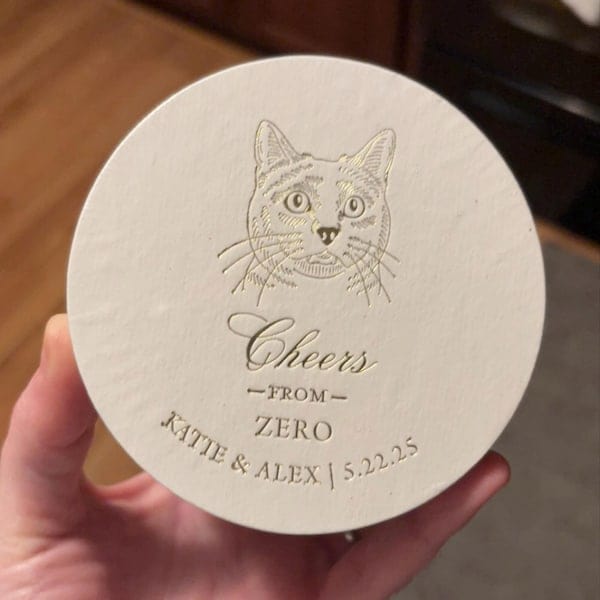 Cheers
—FROM—
ZERO
KATIE & ALEX | 5.22.25